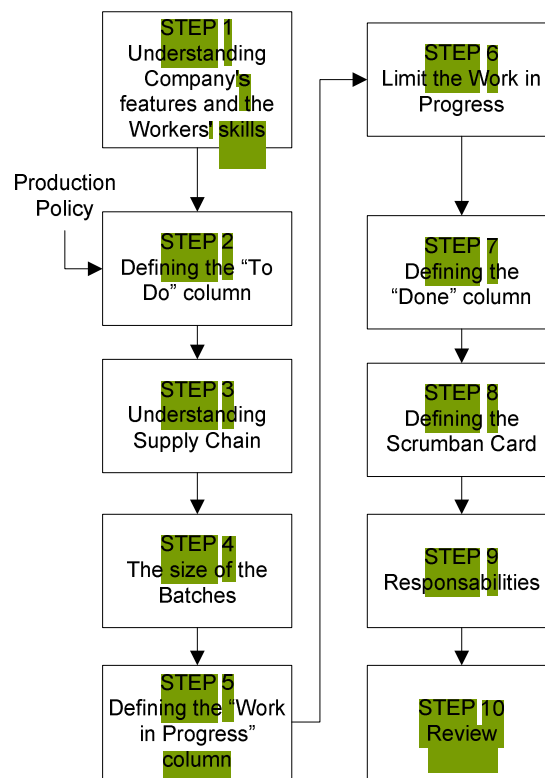 STEP 1
Understanding
Company's
features and the
Workers' skills
Production
Policy
STEP 2
Defining the “To
Do” column
STEP 3
Understanding
Supply Chain
STEP 4
The size of the
Batches
STEP 5
Defining the “Work
in Progress”
column
STEP 6
Limit the Work in
Progress
STEP 7
Defining the
“Done” column
STEP 8
Defining the
Scrumban Card
STEP 9
Responsabilities
STEP 10
Review